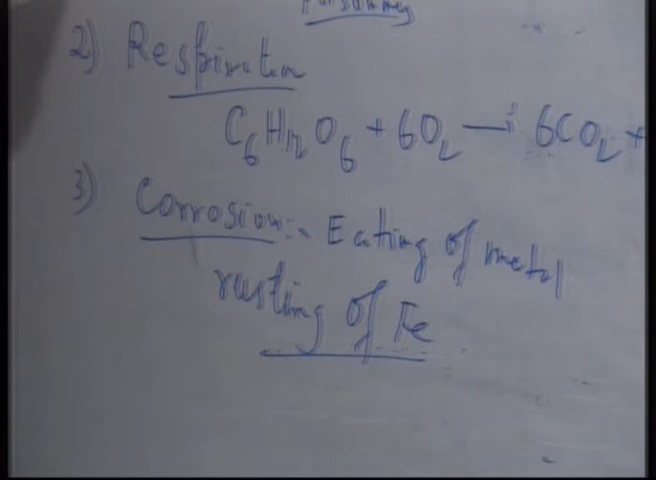 2) Respiration
C₆H₁₂O₆ + 6O₂ → 6CO₂ +
3) Corrosion:- Eating of metal
rusting of Fe